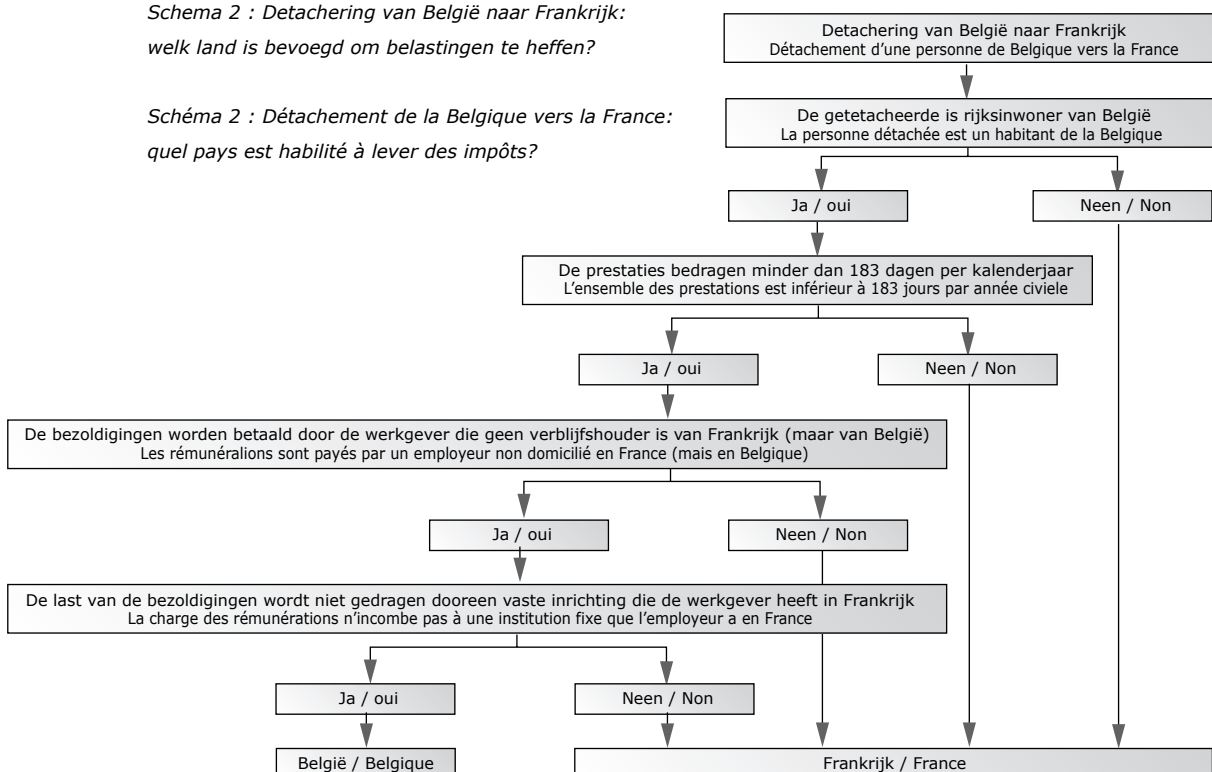 Schema 2 : Detachering van België naar Frankrijk:
welk land is bevoegd om belastingen te heffen?
Schéma 2 : Détachement de la Belgique vers la France:
quel pays est habilité à lever des impôts?
Detachering van België naar Frankrijk
Détachement d’une personne de Belgique vers la France
De getetacheerde is rijksinwoner van België
La personne détachée est un habitant de la Belgique
Ja / oui
Neen / Non
De prestaties bedragen minder dan 183 dagen per kalenderjaar
L’ensemble des prestations est inférieur à 183 jours par année civiele
Ja / oui
Neen / Non
De bezoldigingen worden betaald door de werkgever die geen verblijfshouder is van Frankrijk (maar van België)
Les rémunéralions sont payés par un employeur non domicilié en France (mais en Belgique)
Ja / oui
Neen / Non
De last van de bezoldigingen wordt niet gedragen dooreen vaste inrichting die de werkgever heeft in Frankrijk
La charge des rémunérations n’incombe pas à une institution fixe que l’employeur a en France
Ja / oui
Neen / Non
België / Belgique
Frankrijk / France